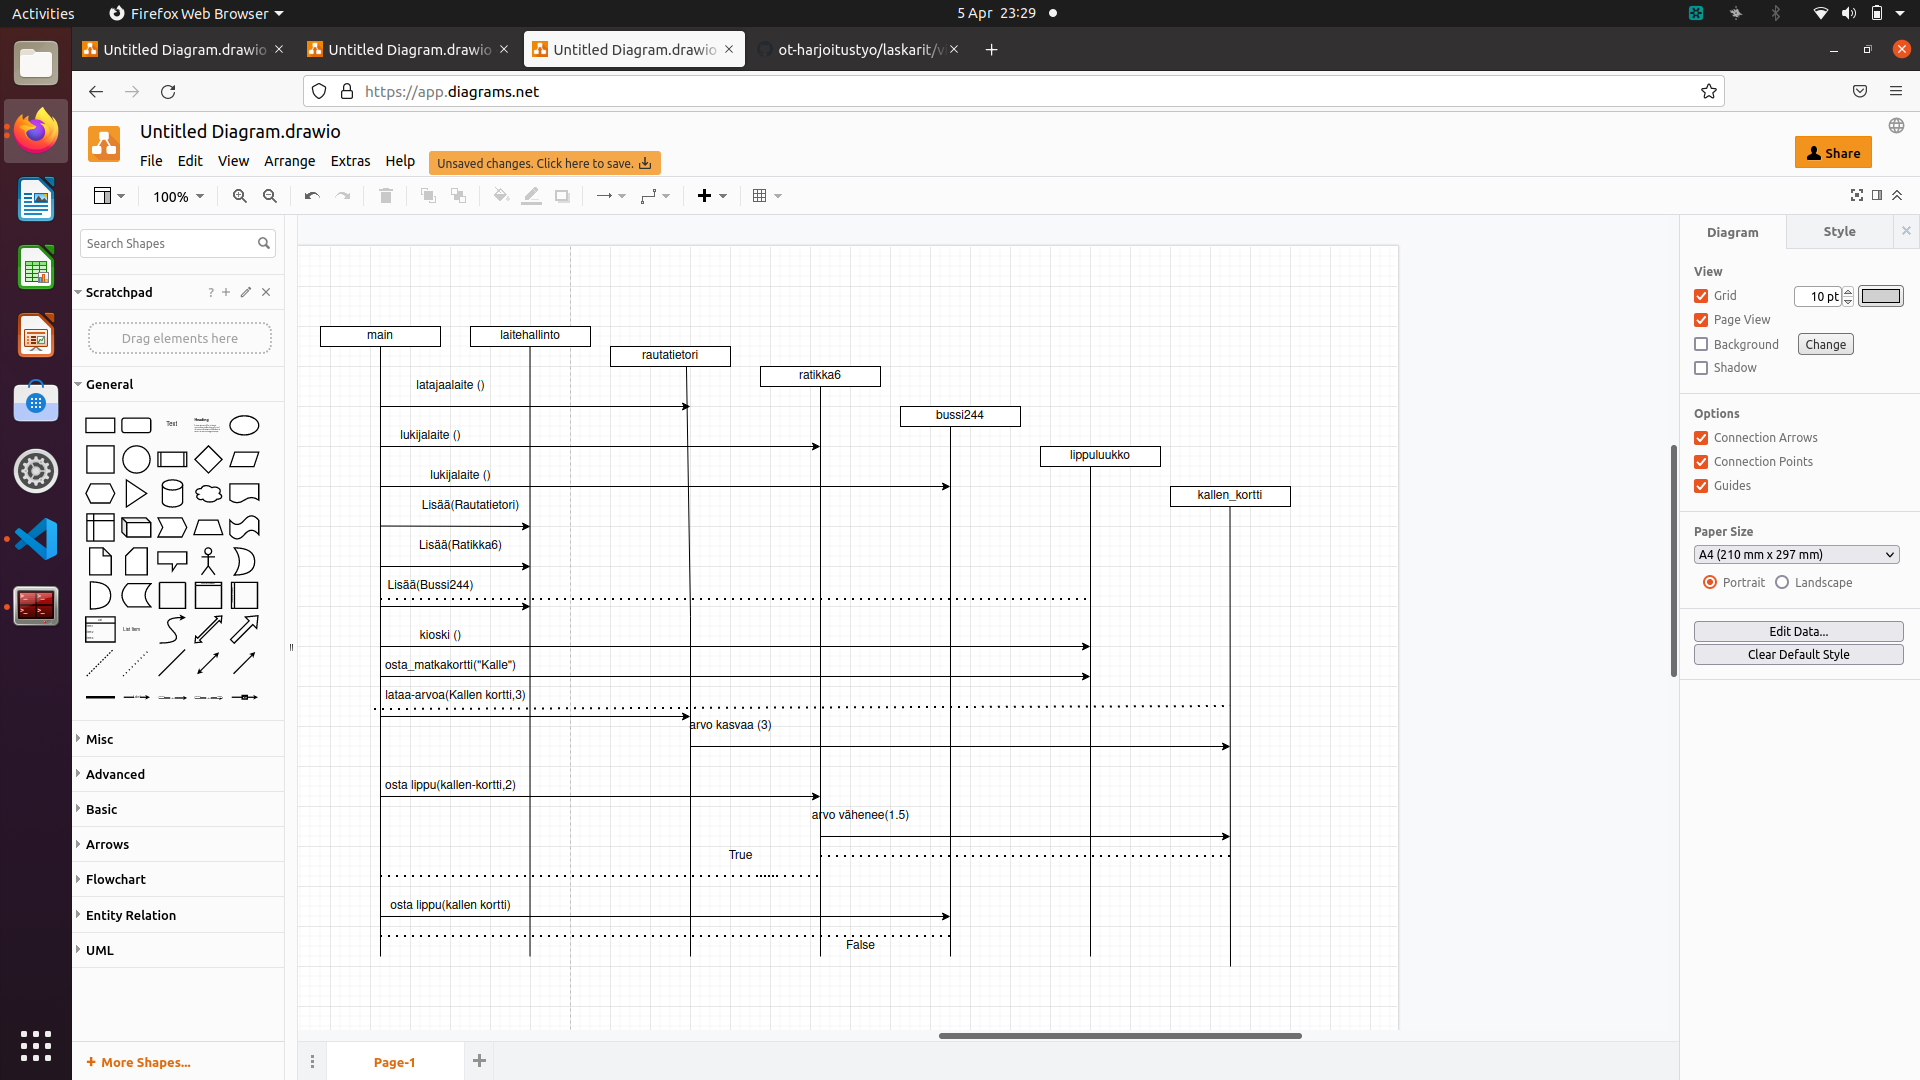 Activities
Firefox Web Browser
5 Apr 23:29
Untitled Diagram.drawio
Untitled Diagram.drawio
Untitled Diagram.drawio
ot-harjoitustyo/laskarit/v
https://app.diagrams.net
Untitled Diagram.drawio
File Edit View Arrange Extras Help
Unsaved changes. Click here to save.
Share
100%
Search Shapes
Scratchpad
?
Drag elements here
General
Text
Heading
List Item
Misc
Advanced
Basic
Arrows
Flowchart
Entity Relation
UML
+ More Shapes...
main
laitehallinto
rautatietori
ratikka6
bussi244
lippuluukko
kallen_kortti
latajaalaite ()
lukijalaite ()
lukijalaite ()
Lisää(Rautatietori)
Lisää(Ratikka6)
Lisää(Bussi244)
kioski ()
osta_matkakortti("Kalle")
lataa-arvoa(Kallen kortti,3)
arvo kasvaa (3)
osta lippu(kallen-kortti,2)
arvo vähenee(1.5)
True
osta lippu(kallen kortti)
False
Page-1
Diagram
Style
View
Grid
10 pt
Page View
Background
Change
Shadow
Options
Connection Arrows
Connection Points
Guides
Paper Size
A4 (210 mm x 297 mm)
Portrait
Landscape
Edit Data...
Clear Default Style